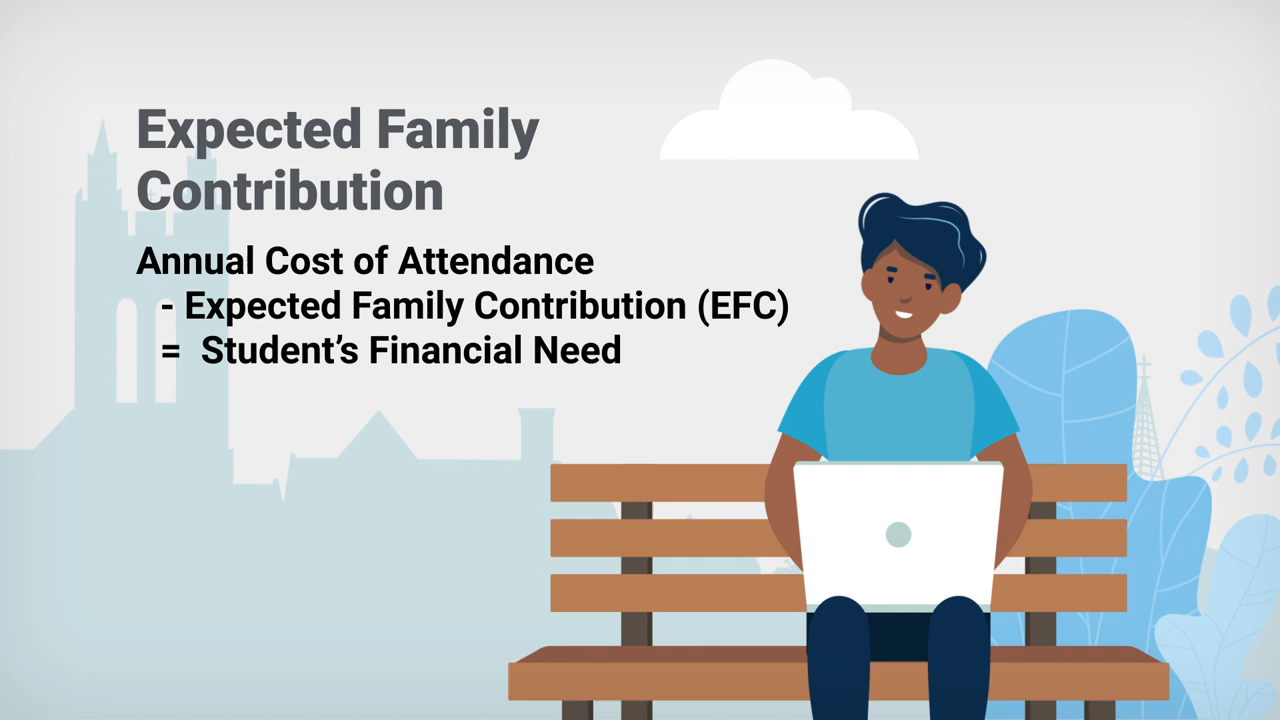 Expected Family
Contribution
Annual Cost of Attendance
- Expected Family Contribution (EFC)
= Student’s Financial Need